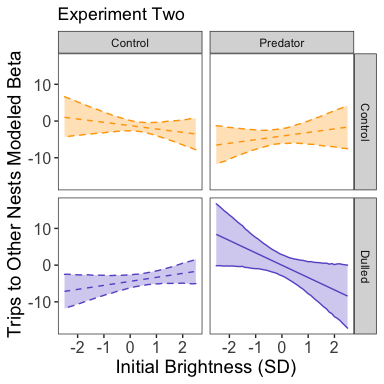 Experiment Two
Control
Predator
Trips to Other Nests Modeled Beta
10
0
-10
Control
10
0
-10
Dulled
-2
-1
0
1
2
-2
-1
0
1
2
Initial Brightness (SD)